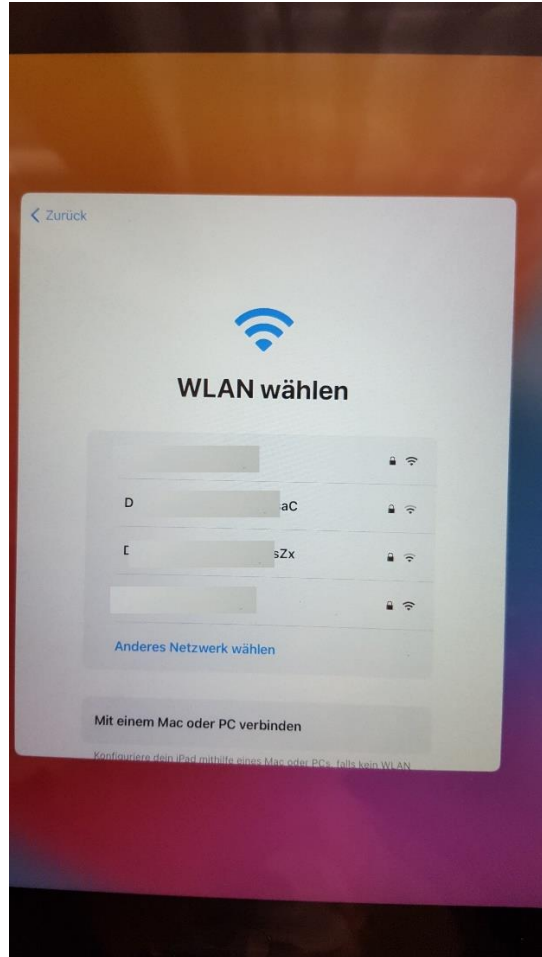 Zurück
WLAN wählen
D aC
sZx
Anderes Netzwerk wählen
Mit einem Mac oder PC verbinden
Konfiguriere dein iPad mithilfe eines Mac oder PCs, falls kein WLAN